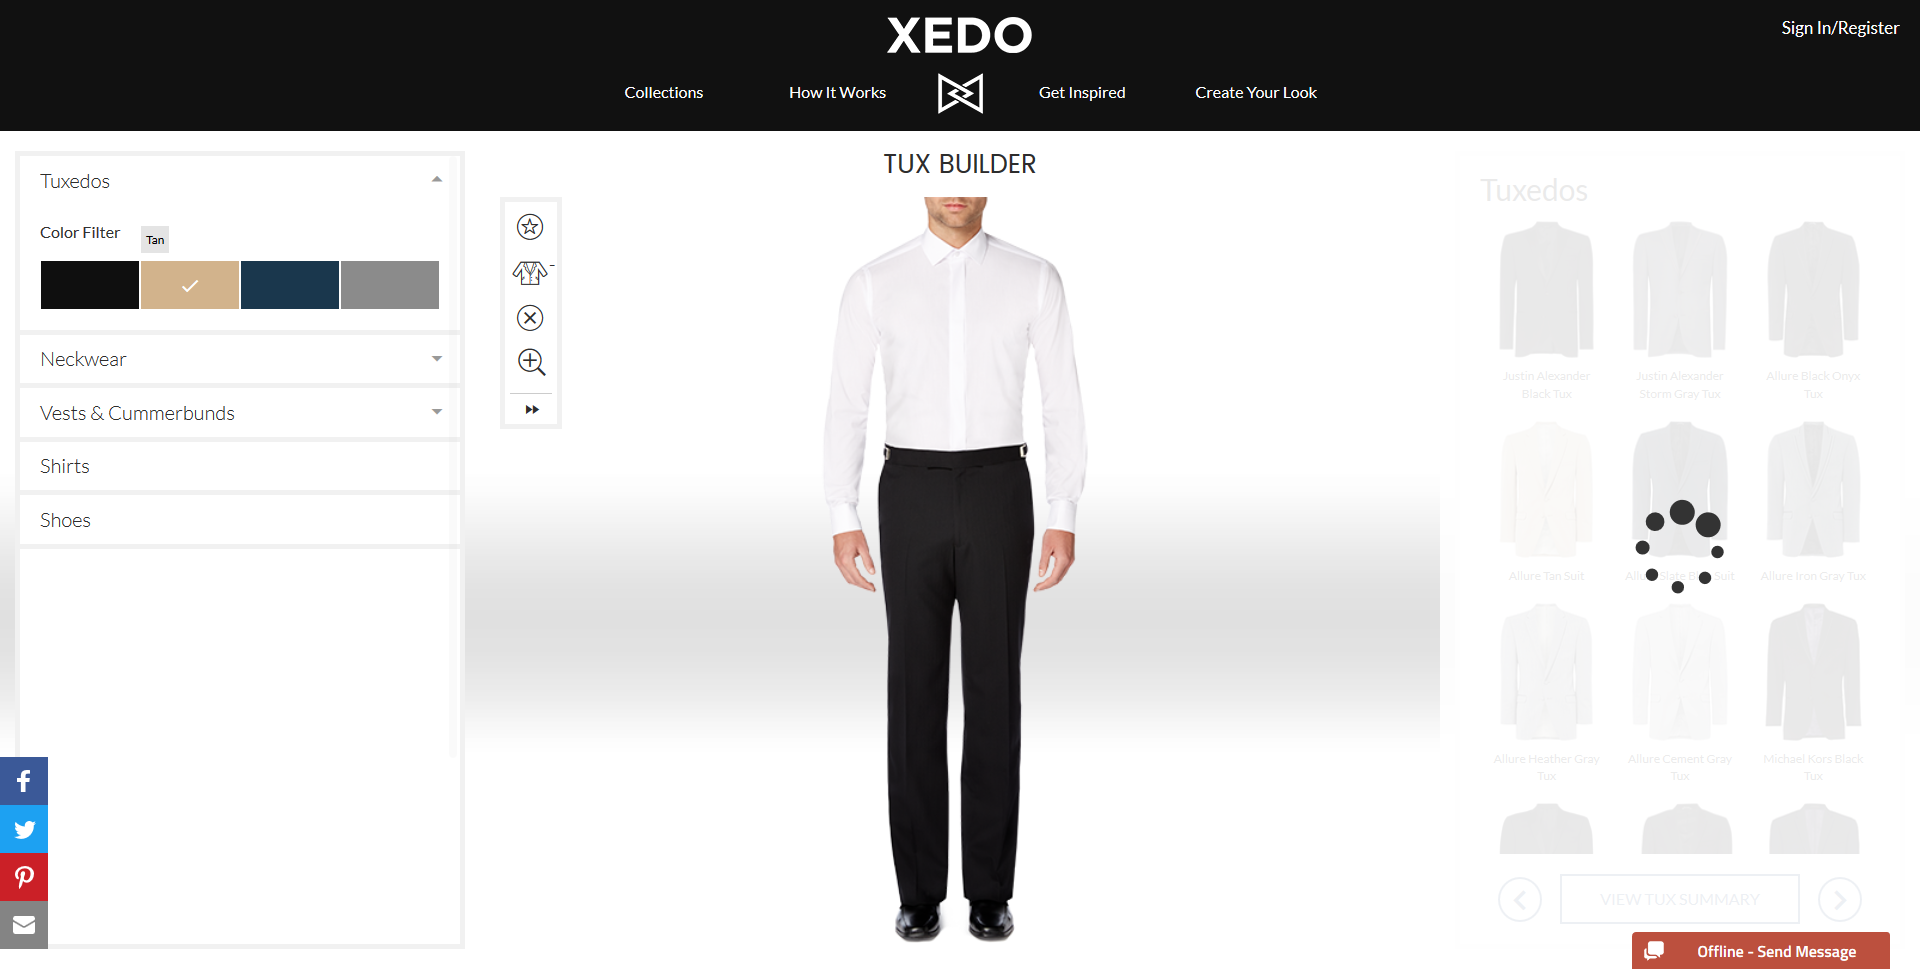 XEDO
Sign In/Register
Collections
How It Works
Get Inspired
Create Your Look
TUX BUILDER
Tuxedos
Color Filter
Tan
Neckwear
Vests & Cummerbunds
Shirts
Shoes
Tuxedos
Justin Alexander
Black Tux
Justin Alexander
Storm Gray Tux
Allure Black Onyx
Tux
Allure Tan Suit
Allure Slate Blue Suit
Allure Iron Gray Tux
Allure Heather Gray
Tux
Allure Cement Gray
Tux
Michael Kors Black
Tux
VIEW TUX SUMMARY
Offline - Send Message